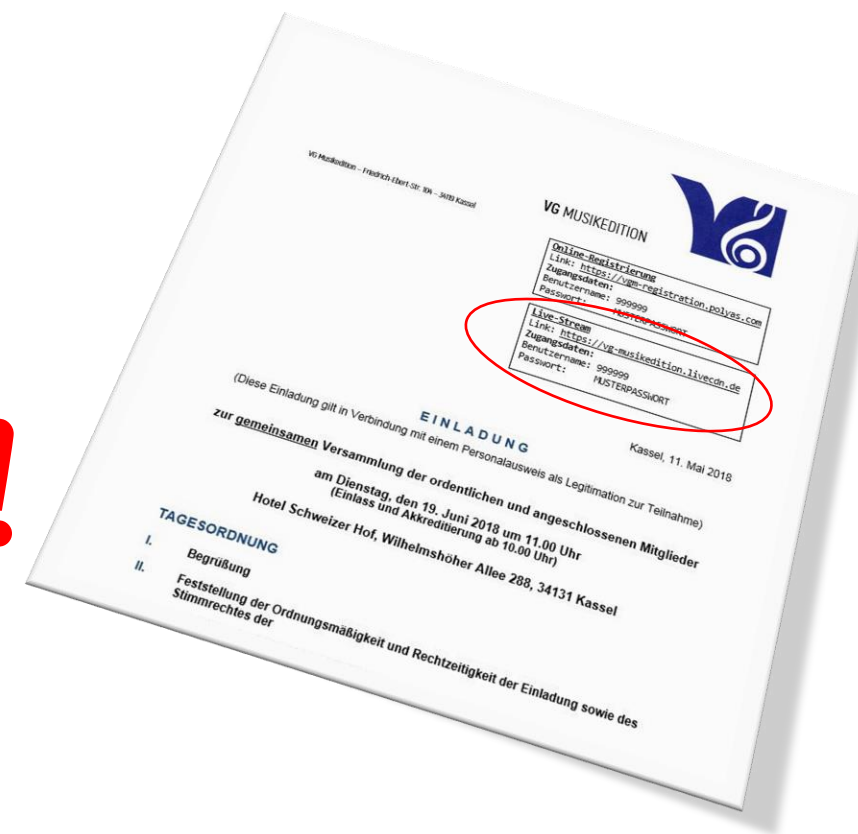 VG Musikedition – Friedrich-Ebert-Str. 104 – 34119 Kassel
VG MUSIKEDITION
Online-Registrierung
Link: https://vgm-registration.polyas.com
Zugangsdaten:
Benutzername: 999999
Passwort: MUSTERPASSWORT
Live-Stream
Link: https://vg-musikedition.livecdn.de
Zugangsdaten:
Benutzername: 999999
Passwort: MUSTERPASSWORT
Kassel, 11. Mai 2018
EINLADUNG
(Diese Einladung gilt in Verbindung mit einem Personalausweis als Legitimation zur Teilnahme)
zur gemeinsamen Versammlung der ordentlichen und angeschlossenen Mitglieder
am Dienstag, den 19. Juni 2018 um 11.00 Uhr
(Einlass und Akkreditierung ab 10.00 Uhr)
Hotel Schweizer Hof, Wilhelmshöher Allee 288, 34131 Kassel
TAGESORDNUNG
I. Begrüßung
II. Feststellung der Ordnungsmäßigkeit und Rechtzeitigkeit der Einladung sowie des
Stimmrechtes der
!